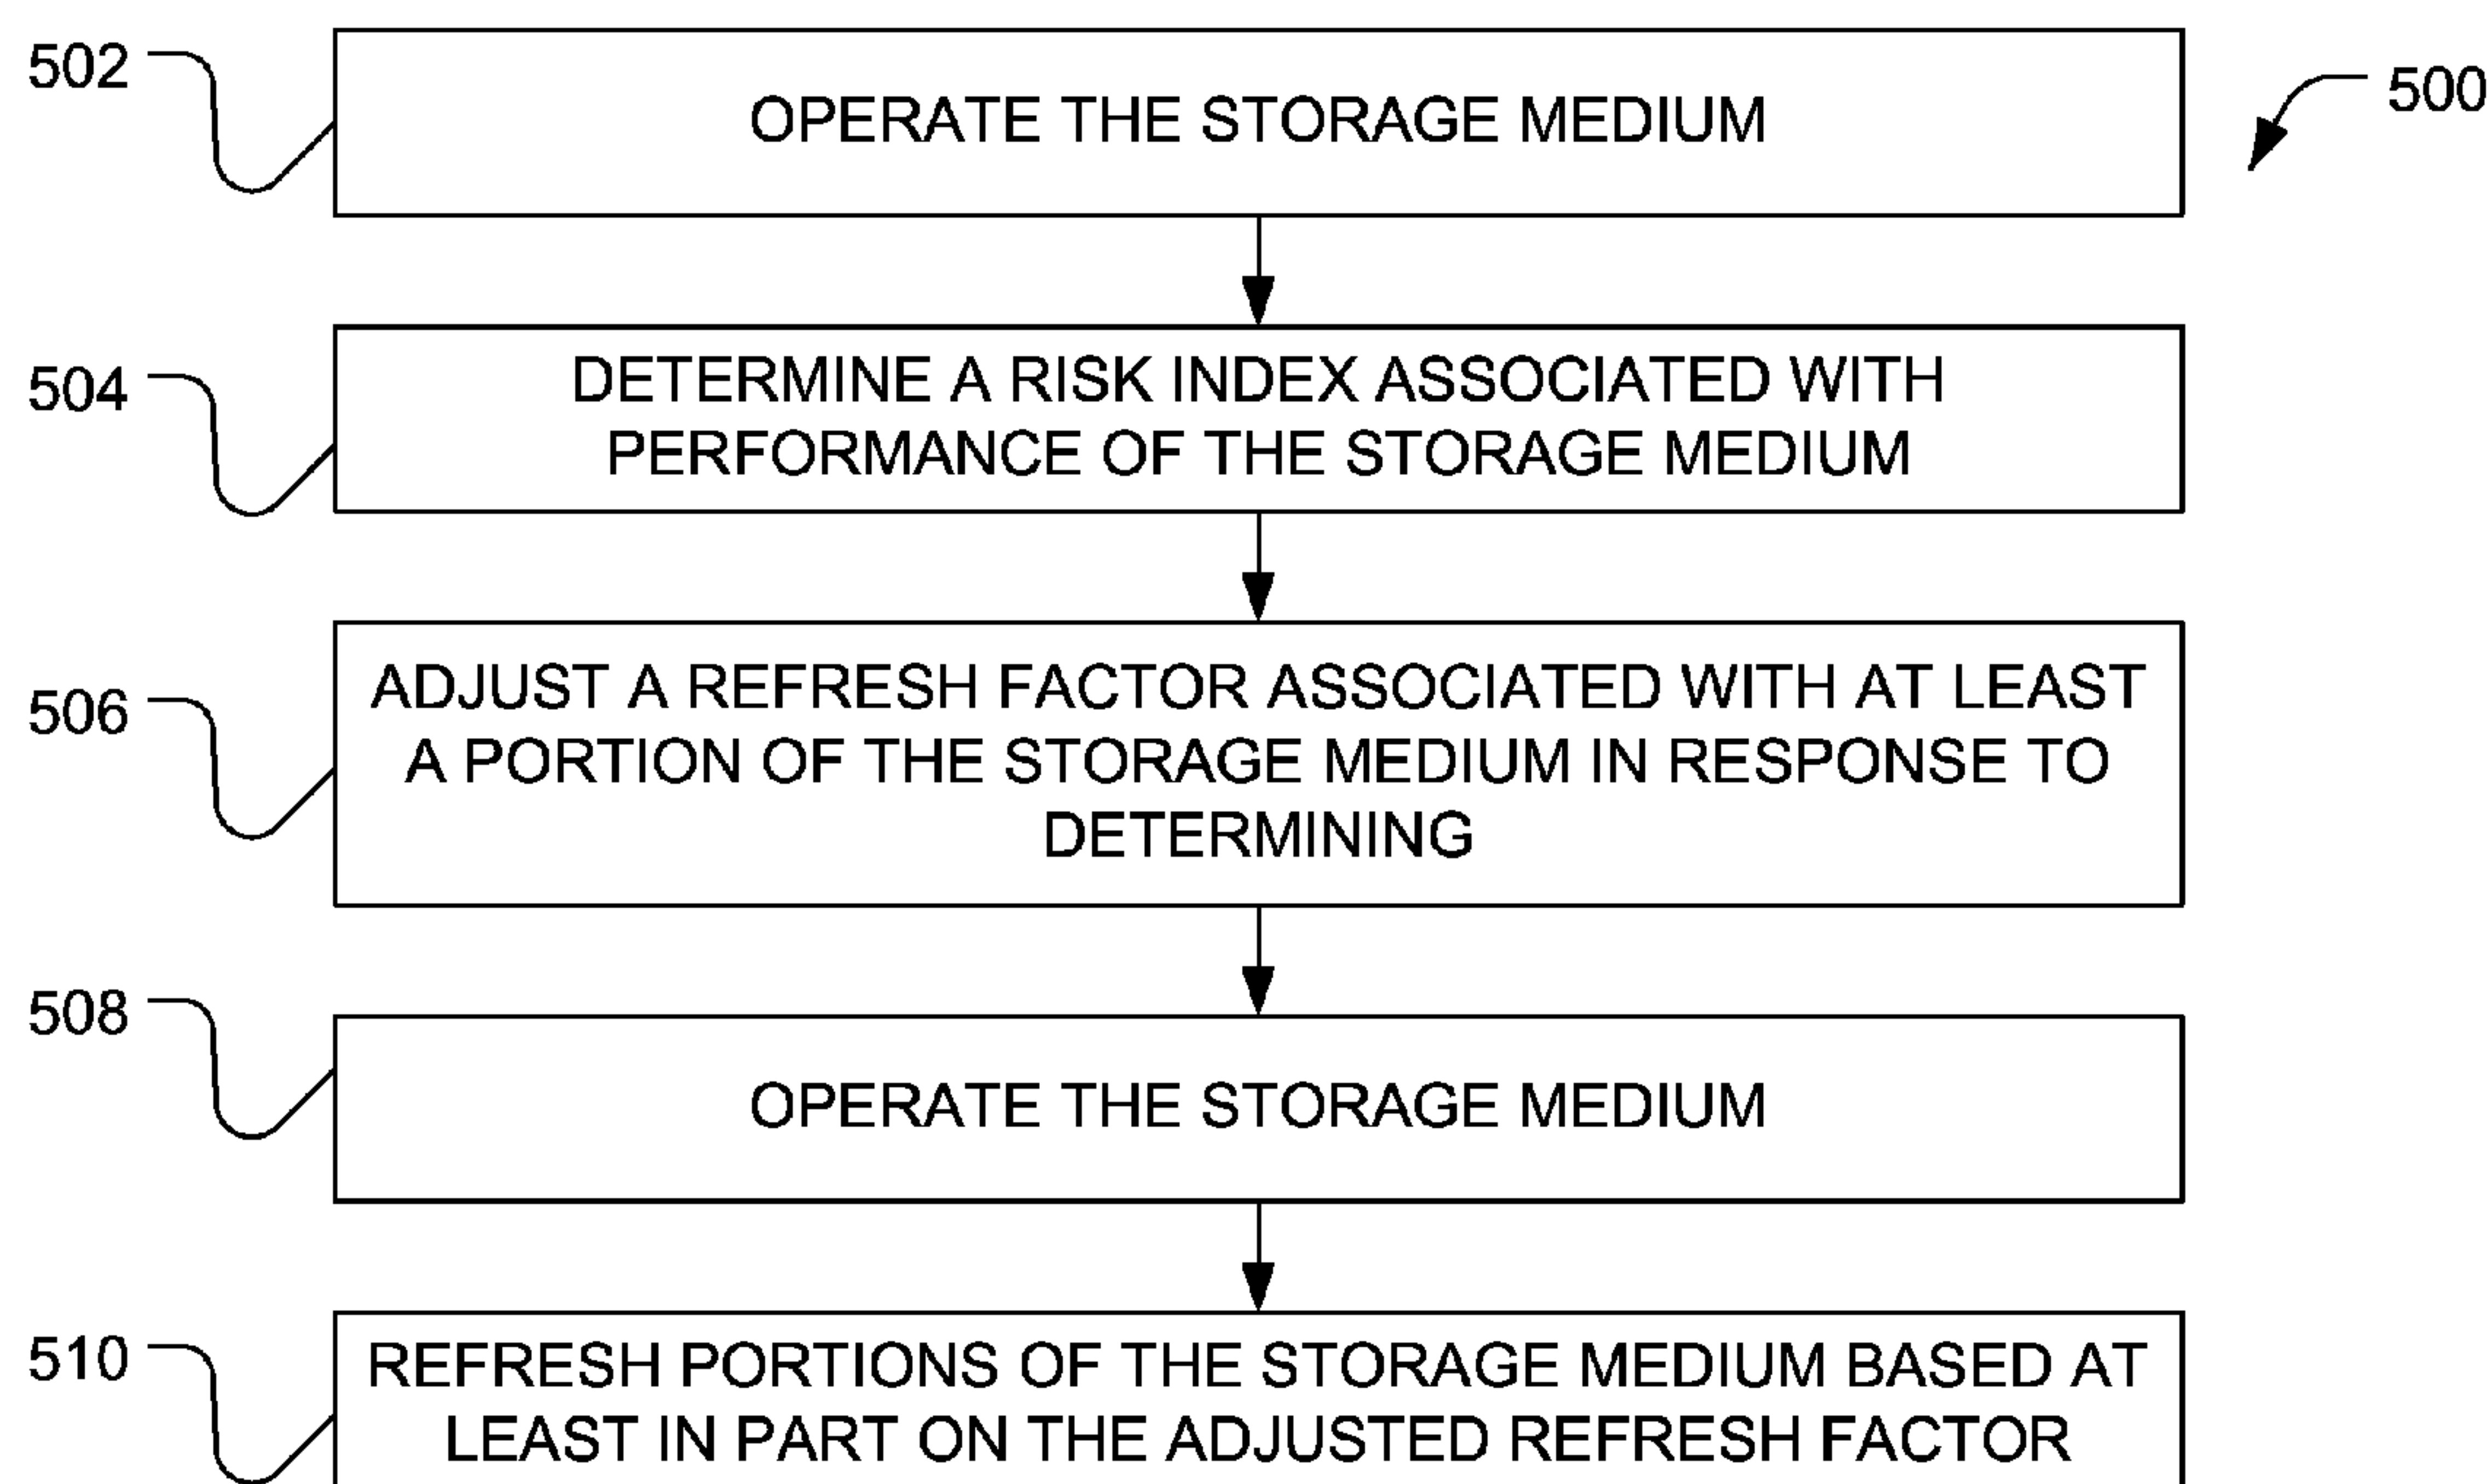 502
OPERATE THE STORAGE MEDIUM
500
504
DETERMINE A RISK INDEX ASSOCIATED WITH
PERFORMANCE OF THE STORAGE MEDIUM
506
ADJUST A REFRESH FACTOR ASSOCIATED WITH AT LEAST
A PORTION OF THE STORAGE MEDIUM IN RESPONSE TO
DETERMINING
508
OPERATE THE STORAGE MEDIUM
510
REFRESH PORTIONS OF THE STORAGE MEDIUM BASED AT
LEAST IN PART ON THE ADJUSTED REFRESH FACTOR